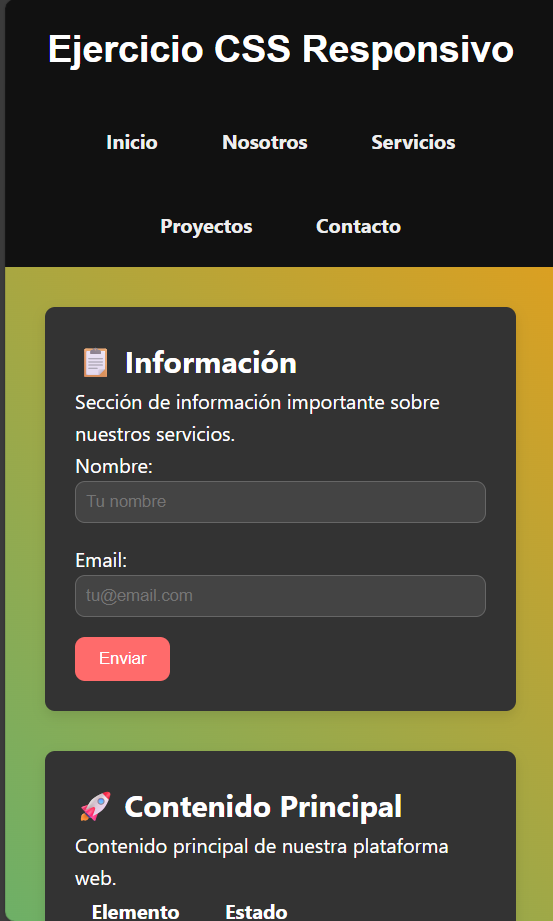 Ejercicio CSS Responsivo
Inicio Nosotros Servicios
Proyectos Contacto
📋 Información
Sección de información importante sobre
nuestros servicios.
Nombre:
Tu nombre
Email:
tu@email.com
Enviar
🚀 Contenido Principal
Contenido principal de nuestra plataforma
web.
Elemento Estado